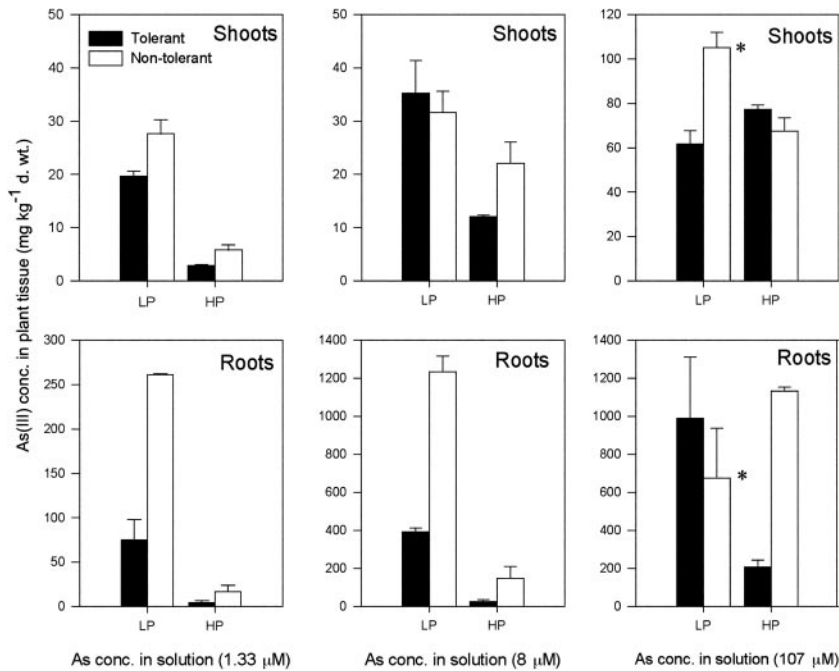 As(III) conc. in plant tissue (mg kg⁻¹ d. wt.)
50
40
30
20
10
0
Tolerant
Non-tolerant
Shoots
LP
HP
50
40
30
20
10
0
Shoots
LP
HP
120
100
80
60
40
20
0
Shoots
*
LP
HP
300
250
200
150
100
50
0
Roots
LP
HP
As conc. in solution (1.33 μM)
1400
1200
1000
800
600
400
200
0
Roots
LP
HP
As conc. in solution (8 μM)
1400
1200
1000
800
600
400
200
0
Roots
*
LP
HP
As conc. in solution (107 μM)